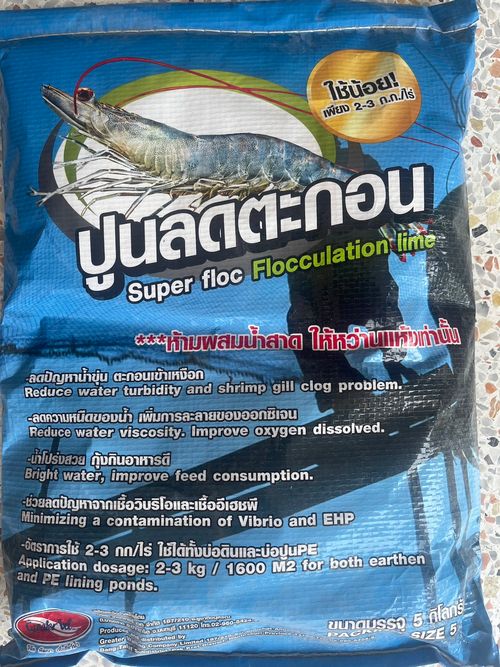 ใช้น้อย!
เพียง 2-3 ก.ก./ไร่
ปูนลดตะกอน
Super floc Flocculation lime
***ห้ามผสมน้ำสาด ให้หว่านแห้งเท่านั้น
-ลดปัญหาน้ำขุ่น ตะกอนเข้าเหงือก
Reduce water turbidity and shrimp gill clog problem.
-ลดความหนืดของน้ำ เพิ่มการละลายของออกซิเจน
Reduce water viscosity. Improve oxygen dissolved.
-น้ำโปร่งสวย กุ้งกินอาหารดี
Bright water, improve feed consumption.
-ช่วยลดปัญหาจากเชื้อวิบริโอและเชื้ออีเฮชพี
Minimizing a contamination of Vibrio and EHP
-อัตราการใช้ 2-3 กก/ไร่ ใช้ได้ทั้งบ่อดินและบ่อปูPE
Application dosage: 2-3 kg / 1600 M2 for both earthen
and PE lining ponds.
11120
distributed by
Company Limited
ขนาดบรรจุ 5 กิโลกรั
SIZE 5